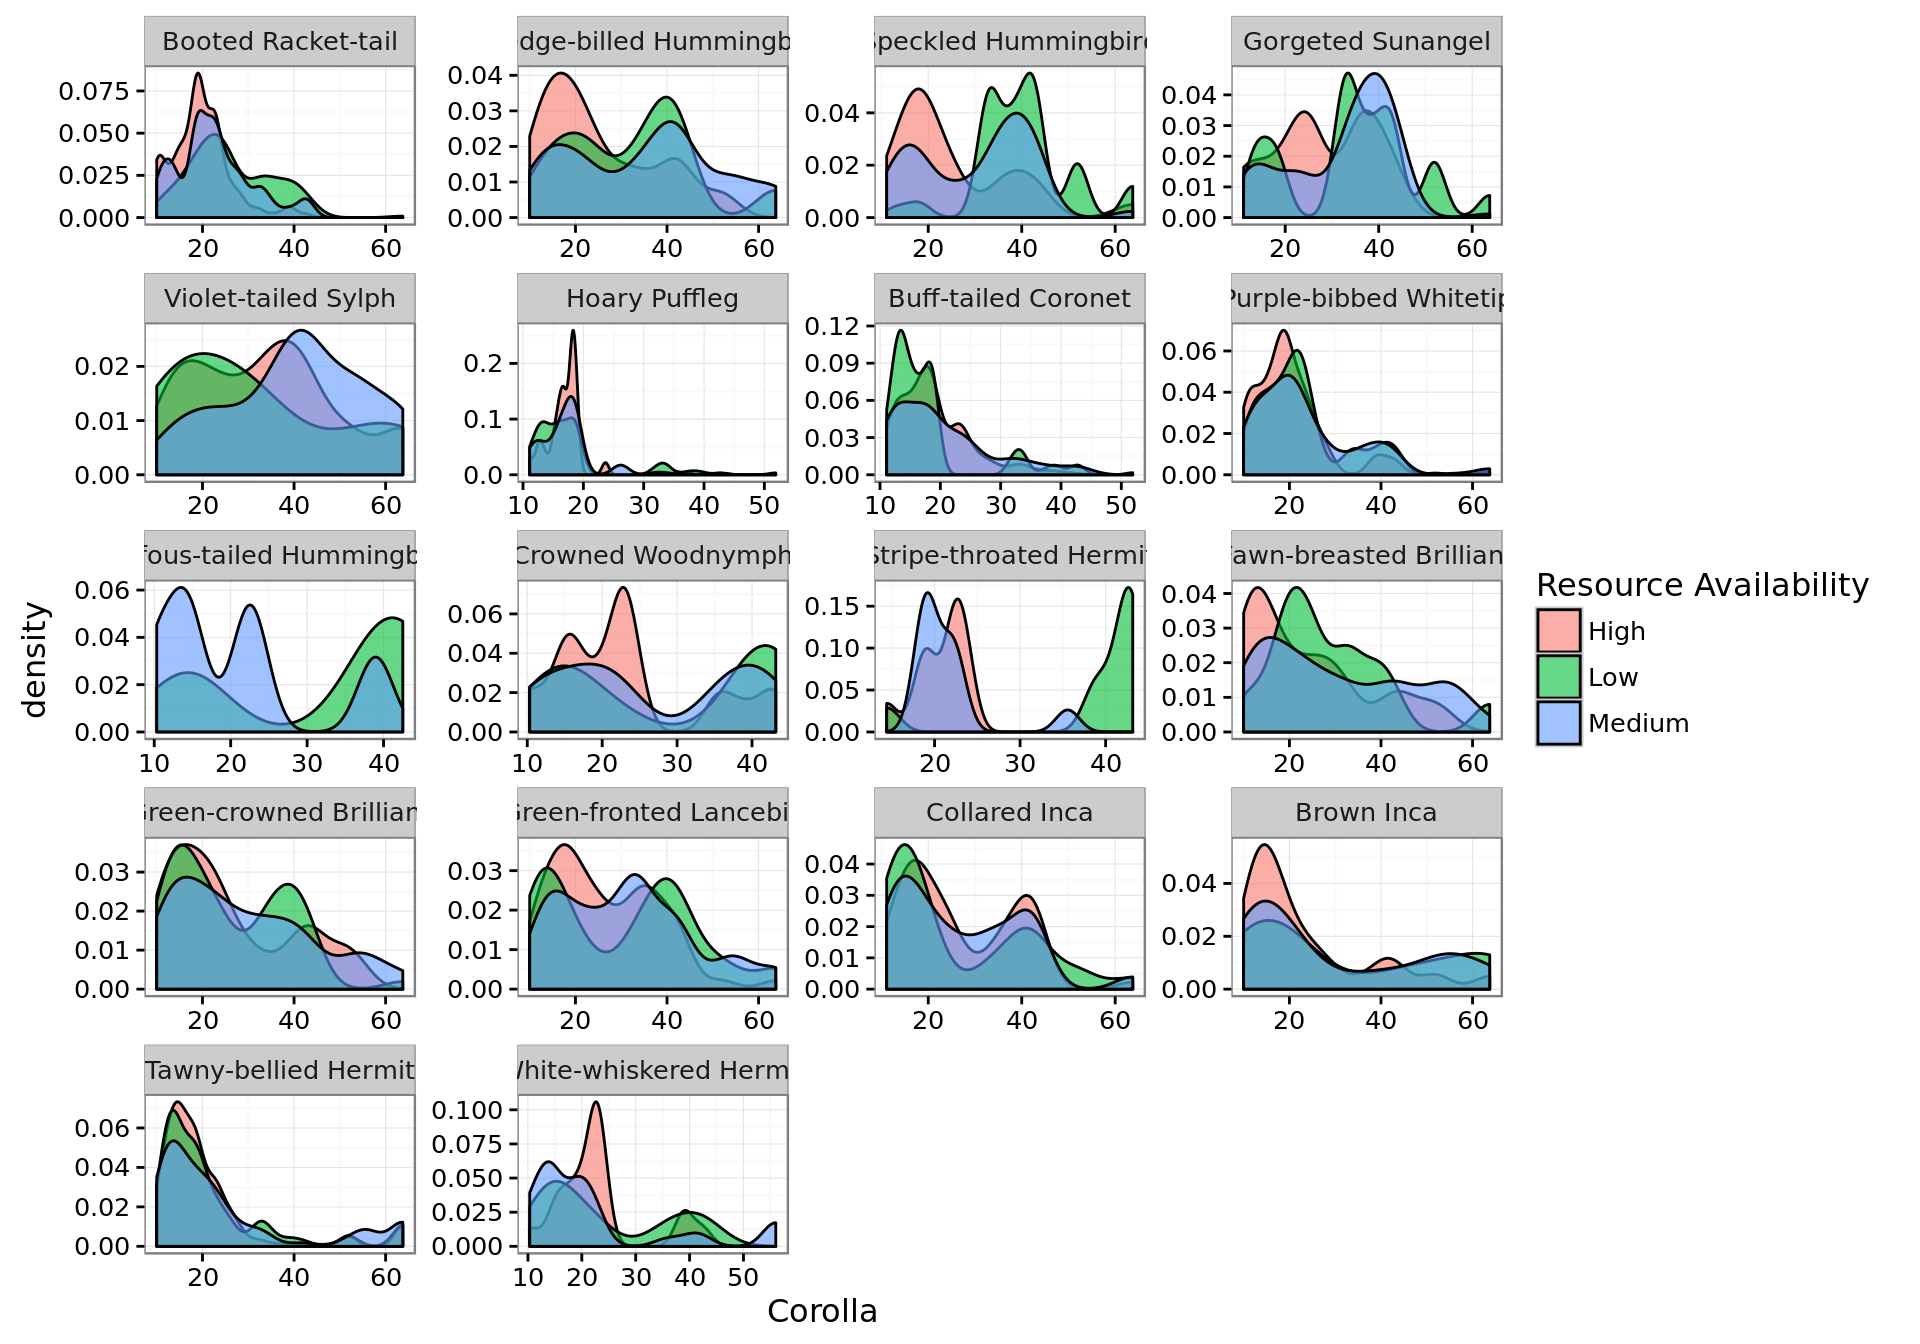 Booted Racket-tail
dge-billed Hummingb
Speckled Hummingbird
Gorgeted Sunangel
0.075
0.050
0.025
0.000
20 40 60
0.04
0.03
0.02
0.01
0.00
20 40 60
0.04
0.02
0.00
20 40 60
0.04
0.03
0.02
0.01
0.00
20 40 60
Violet-tailed Sylph
Hoary Puffleg
Buff-tailed Coronet
Purple-bibbed Whitetip
0.02
0.01
0.00
20 40 60
0.2
0.1
0.0
10 20 30 40 50
0.12
0.09
0.06
0.03
0.00
10 20 30 40 50
0.06
0.04
0.02
0.00
20 40 60
fous-tailed Hummingb
Crowned Woodnymph
Stripe-throated Hermit
awn-breasted Brillian
0.06
0.04
0.02
0.00
10 20 30 40
0.06
0.04
0.02
0.00
10 20 30 40
0.15
0.10
0.05
0.00
20 30 40
0.04
0.03
0.02
0.01
0.00
20 40 60
Green-crowned Brillian
Green-fronted Lancebi
Collared Inca
Brown Inca
0.03
0.02
0.01
0.00
20 40 60
0.03
0.02
0.01
0.00
20 40 60
0.04
0.03
0.02
0.01
0.00
20 40 60
0.04
0.02
0.00
20 40 60
Tawny-bellied Hermit
White-whiskered Herm
0.06
0.04
0.02
0.00
20 40 60
0.100
0.075
0.050
0.025
0.000
10 20 30 40 50
density
Corolla
Resource Availability
High
Low
Medium